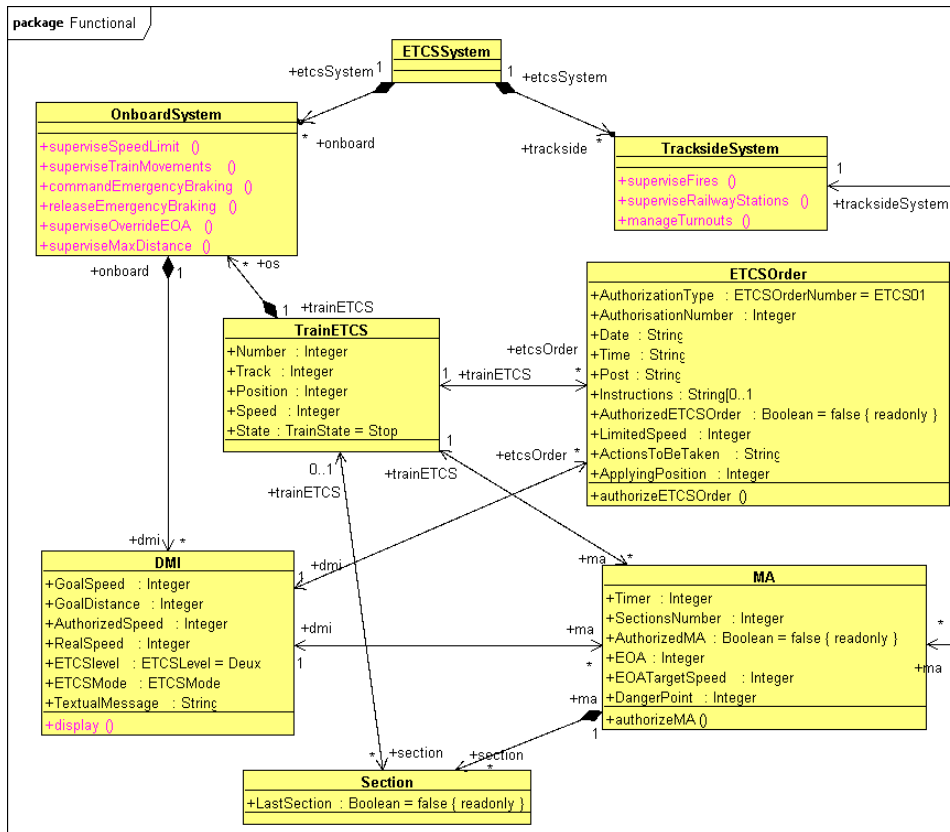 package Functional
ETCSSystem
1
+etcsSystem
1
+etcsSystem
OnboardSystem
+superviseSpeedLimit ()
+superviseTrainMovements ()
+commandEmergencyBraking ()
+releaseEmergencyBraking ()
+superviseOverrideEOA ()
+superviseMaxDistance ()
*
+onboard
+trackside
*
TracksideSystem
+superviseFires ()
+superviseRailwayStations ()
+manageTurnouts ()
1
+tracksideSystem
+onboard
1
*
+os
1
+trainETCS
TrainETCS
+Number : Integer
+Track : Integer
+Position : Integer
+Speed : Integer
+State : TrainState = Stop
ETCSOrder
+AuthorizationType : ETCSOrderNumber = ETCS01
+AuthorisationNumber : Integer
+Date : String
+Time : String
+Post : String
+Instructions : String[0..1
+AuthorizedETCSOrder : Boolean = false { readonly }
+LimitedSpeed : Integer
+ActionsToBeTaken : String
+ApplyingPosition : Integer
+authorizeETCSOrder ()
+etcsOrder
1
+trainETCS
*
0..1
+trainETCS
1
+trainETCS
+etcsOrder
*
+dmi
*
DMI
+GoalSpeed : Integer
+GoalDistance : Integer
+AuthorizedSpeed : Integer
+RealSpeed : Integer
+ETCSlevel : ETCSLevel = Deux
+ETCSMode : ETCSMode
+TextualMessage : String
+display ()
1
+dmi
+ma
*
MA
+Timer : Integer
+SectionsNumber : Integer
+AuthorizedMA : Boolean = false { readonly }
+EOA : Integer
+EOATargetSpeed : Integer
+DangerPoint : Integer
+authorizeMA ()
+dmi
1
+ma
*
*
+ma
+ma
1
*
+section
+section
*
Section
+LastSection : Boolean = false { readonly }